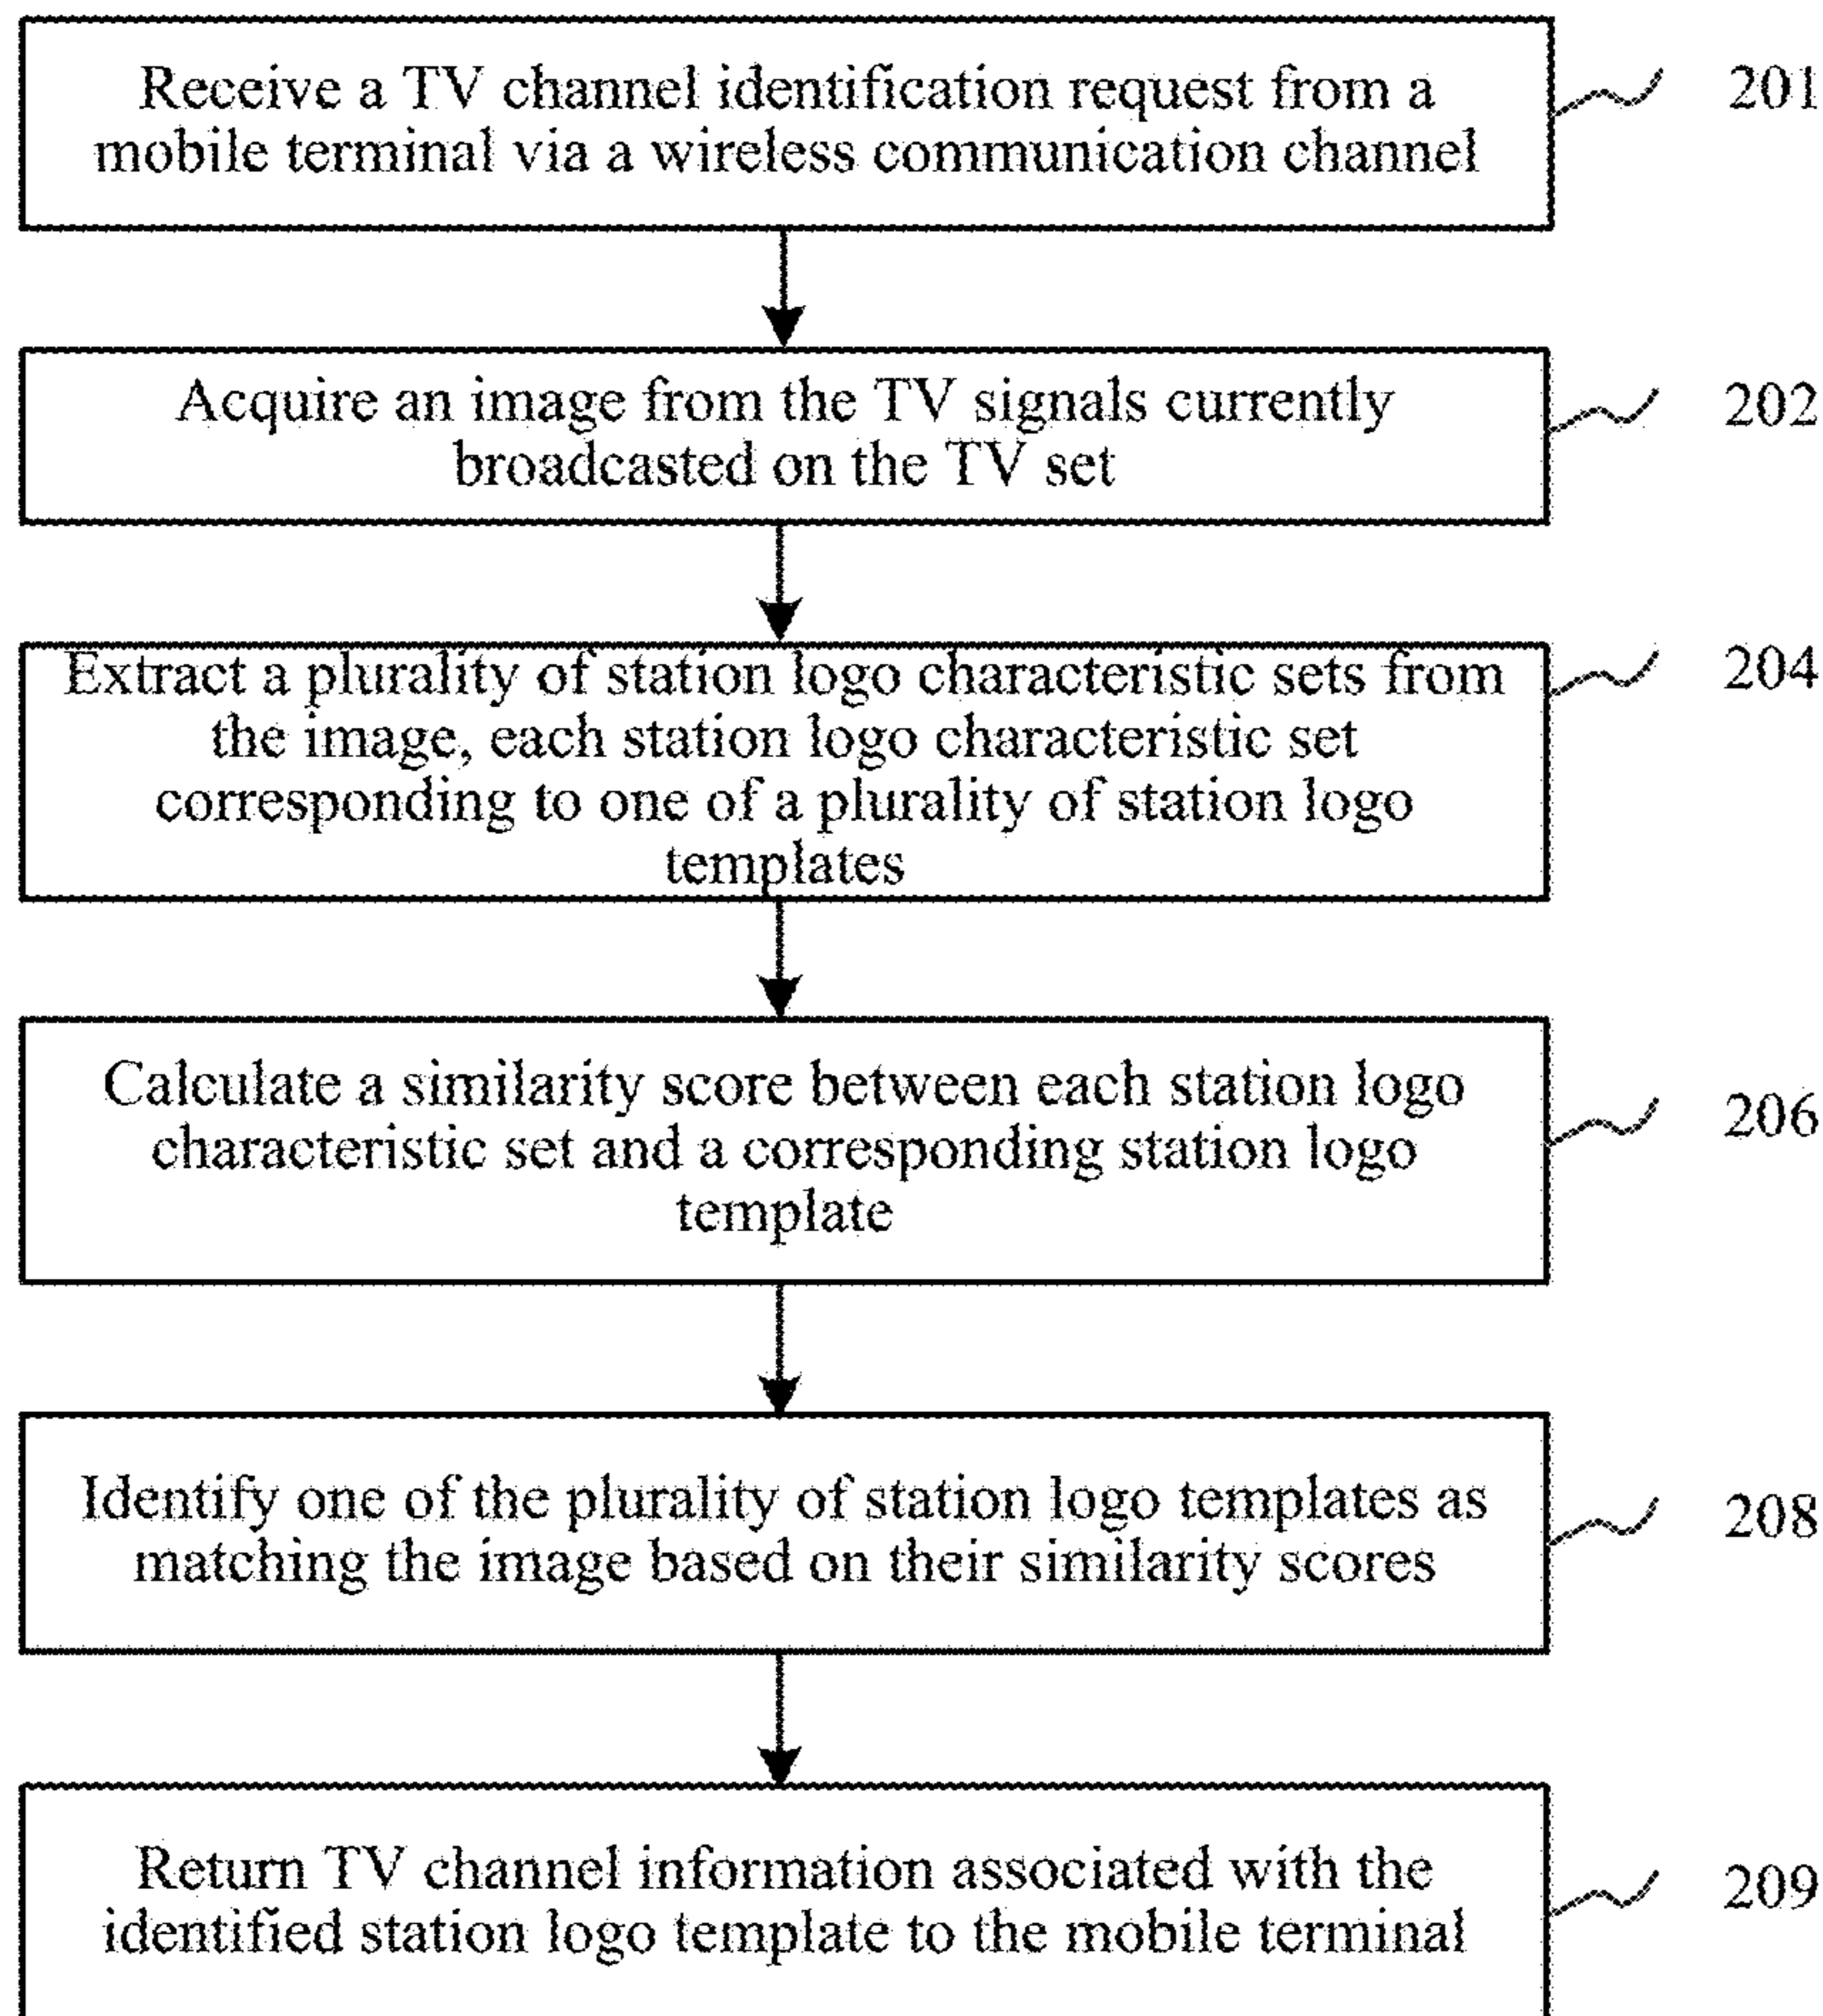 Receive a TV channel identification request from a
mobile terminal via a wireless communication channel
201
Acquire an image from the TV signals currently
broadcasted on the TV set
202
Extract a plurality of station logo characteristic sets from
the image, each station logo characteristic set
corresponding to one of a plurality of station logo
templates
204
Calculate a similarity score between each station logo
characteristic set and a corresponding station logo
template
206
Identify one of the plurality of station logo templates as
matching the image based on their similarity scores
208
Return TV channel information associated with the
identified station logo template to the mobile terminal
209